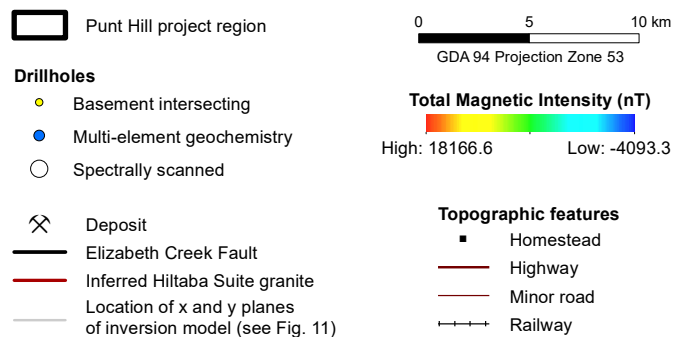 Punt Hill project region
Drillholes
Basement intersecting
Multi-element geochemistry
Spectrally scanned
Deposit
Elizabeth Creek Fault
Inferred Hiltaba Suite granite
Location of x and y planes
of inversion model (see Fig. 11)
0 5 10 km
GDA 94 Projection Zone 53
Total Magnetic Intensity (nT)
High: 18166.6 Low: -4093.3
Topographic features
Homestead
Highway
Minor road
Railway